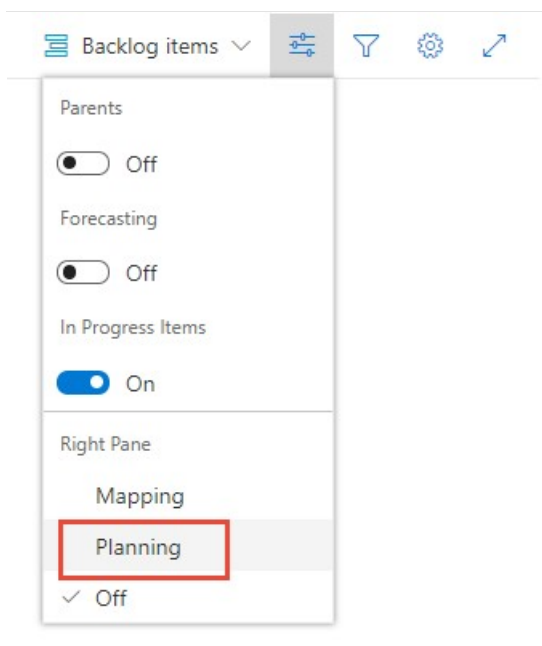 Backlog items
Parents
Off
Forecasting
Off
In Progress Items
On
Right Pane
Mapping
Planning
Off